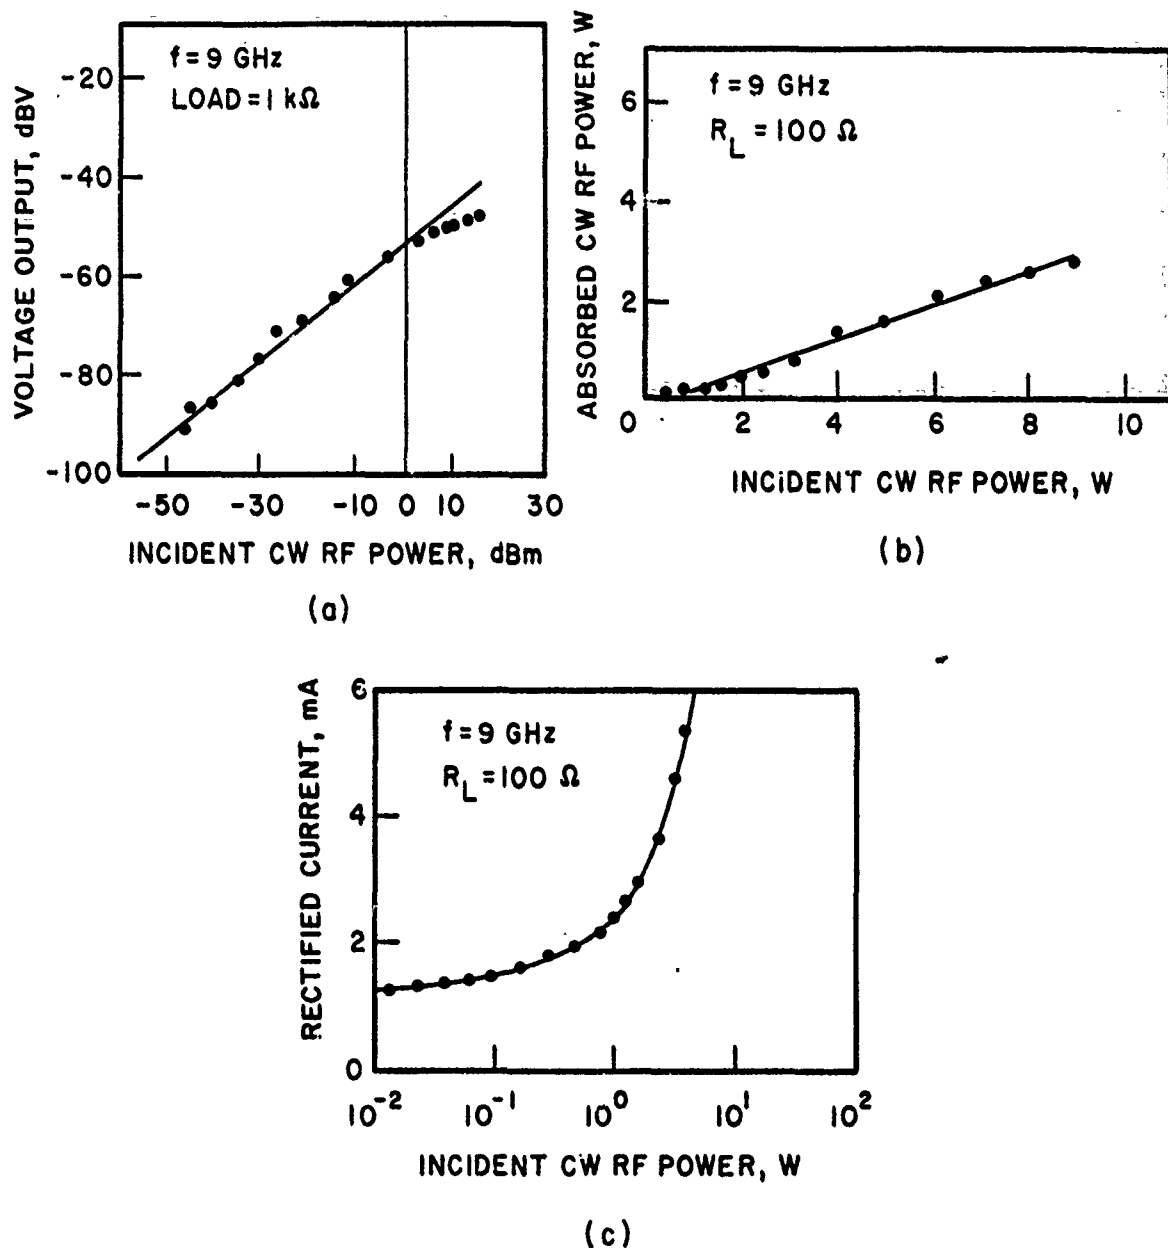 VOLTAGE OUTPUT, dBV
-20
-40
-60
-80
-100
f = 9 GHz
LOAD = 1 kΩ
-50 -30 -10 0 10 30
INCIDENT CW RF POWER, dBm
(a)
ABSORBED CW RF POWER, W
6
4
2
0
f = 9 GHz
R_L = 100 Ω
2 4 6 8 10
INCIDENT CW RF POWER, W
(b)
RECTIFIED CURRENT, mA
6
4
2
0
f = 9 GHz
R_L = 100 Ω
10^-2 10^-1 10^0 10^1 10^2
INCIDENT CW RF POWER, W
(c)